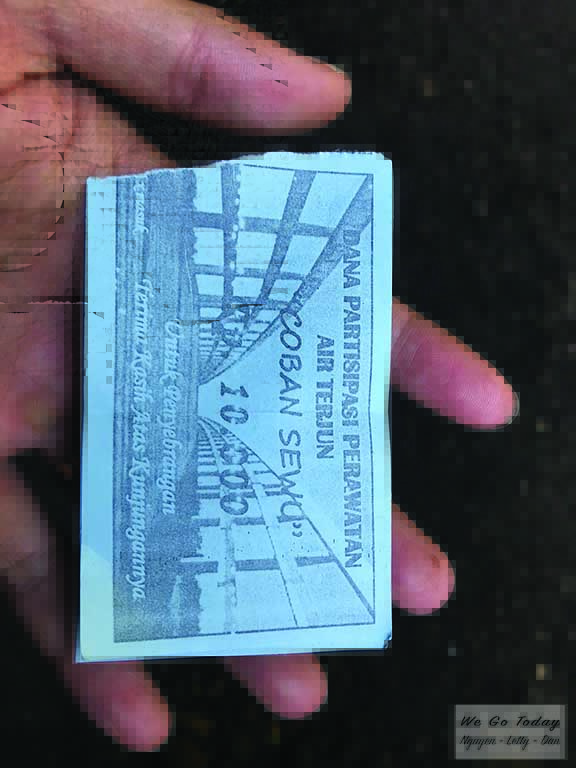 DANA PARTISIPASI PERAWATAN
AIR TERJUN
"COBAN SEWU"
Rp 10.000
Untuk Penyebrangan
Terima Kasih Atas Kunjungannya
We Go Today
Nguyen - Letty - Dan